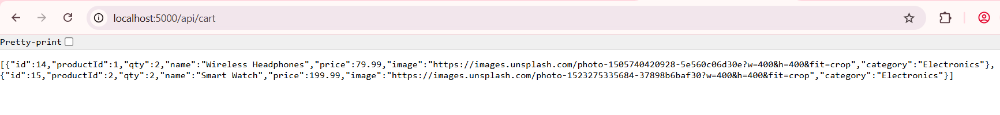 localhost:5000/api/cart
Pretty-print
[{"id":14,"productId":1,"qty":2,"name":"Wireless Headphones","price":79.99,"image":"https://images.unsplash.com/photo-1505740420928-5e560c06d30e?w=400&h=400&fit=crop","category":"Electronics"},
{"id":15,"productId":2,"qty":2,"name":"Smart Watch","price":199.99,"image":"https://images.unsplash.com/photo-1523275335684-37898b6baf30?w=400&h=400&fit=crop","category":"Electronics"}]